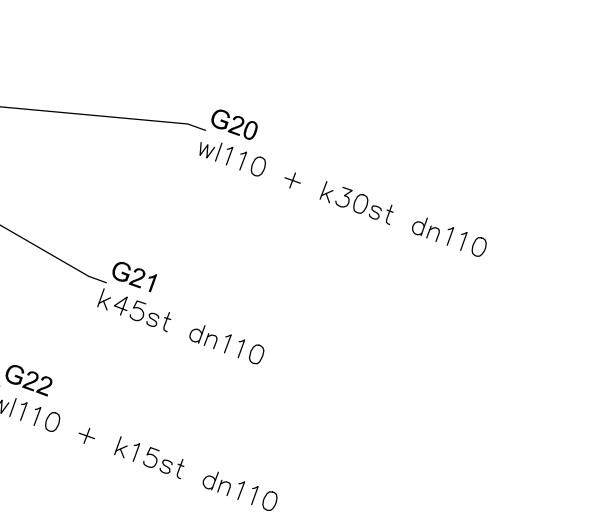 G20
wl110 + k30st dn110
G21
k45st dn110
G22
wl110 + k15st dn110